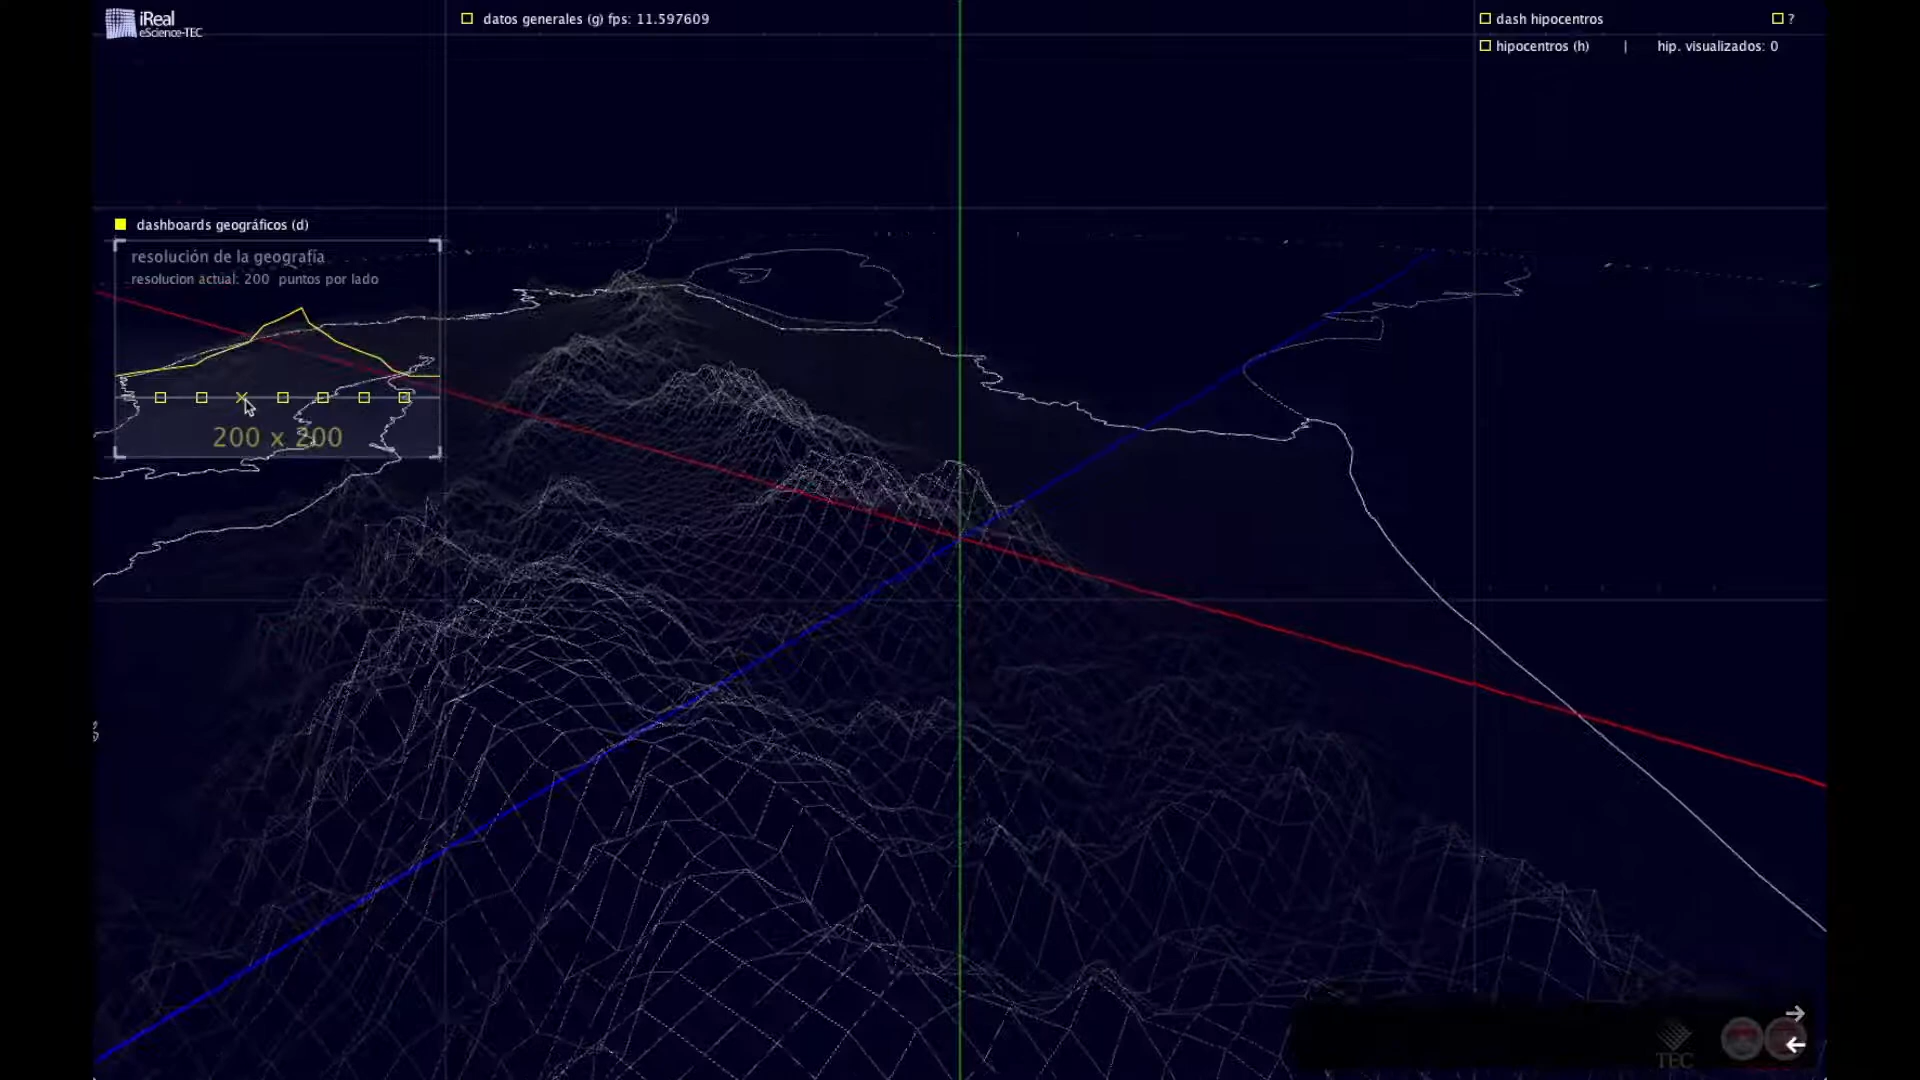 iReal
eScience-TEC
datos generales (g) fps: 11.597609
dash hipocentros
?
hipocentros (h) | hip. visualizados: 0
dashboards geográficos (d)
resolución de la geografía
resolucion actual: 200 puntos por lado
200 x 200
TEC